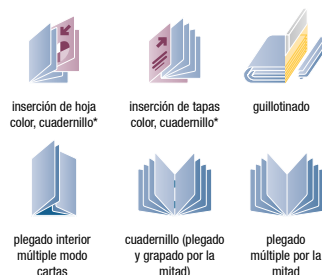 inserción de hoja
color, cuadernillo*
inserción de tapas
color, cuadernillo*
guillotinado
plegado interior
múltiple modo
cartas
cuadernillo (plegado
y grapado por la
mitad)
plegado
múltiple por la
mitad